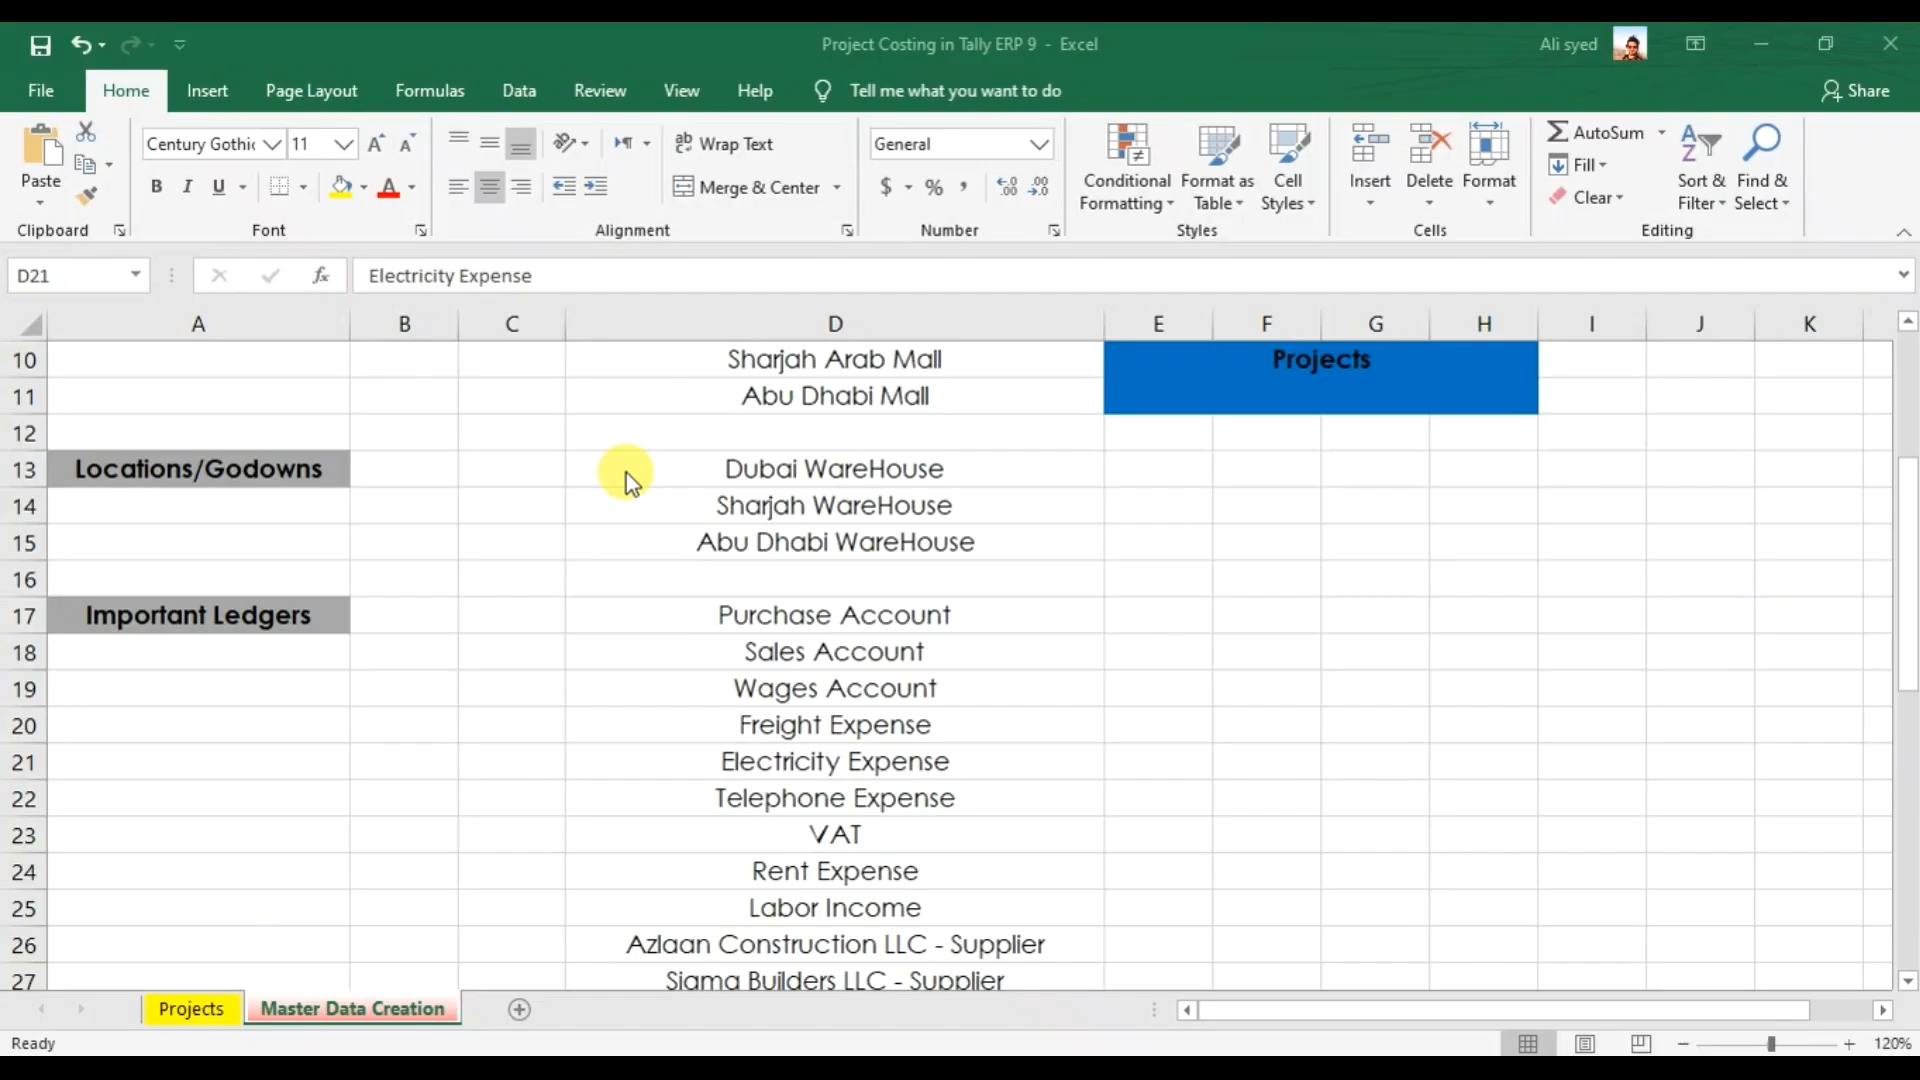 Project Costing in Tally ERP 9 - Excel
Ali syed
File Home Insert Page Layout Formulas Data Review View Help Tell me what you want to do Share
Paste
Clipboard
Century Gothic 11
B I U A
Font
Wrap Text
Merge & Center
Alignment
General
$ % ,
Number
Conditional Formatting
Format as Table
Cell Styles
Styles
Insert Delete Format
Cells
AutoSum
Fill
Clear
Sort & Filter
Find & Select
Editing
D21 fx Electricity Expense
A B C D E F G H I J K
10 Sharjah Arab Mall Projects
11 Abu Dhabi Mall
12
13 Locations/Godowns Dubai WareHouse
14 Sharjah WareHouse
15 Abu Dhabi WareHouse
16
17 Important Ledgers Purchase Account
18 Sales Account
19 Wages Account
20 Freight Expense
21 Electricity Expense
22 Telephone Expense
23 VAT
24 Rent Expense
25 Labor Income
26 Azlaan Construction LLC - Supplier
27 Sigma Builders LLC - Supplier
Projects Master Data Creation
Ready 120%